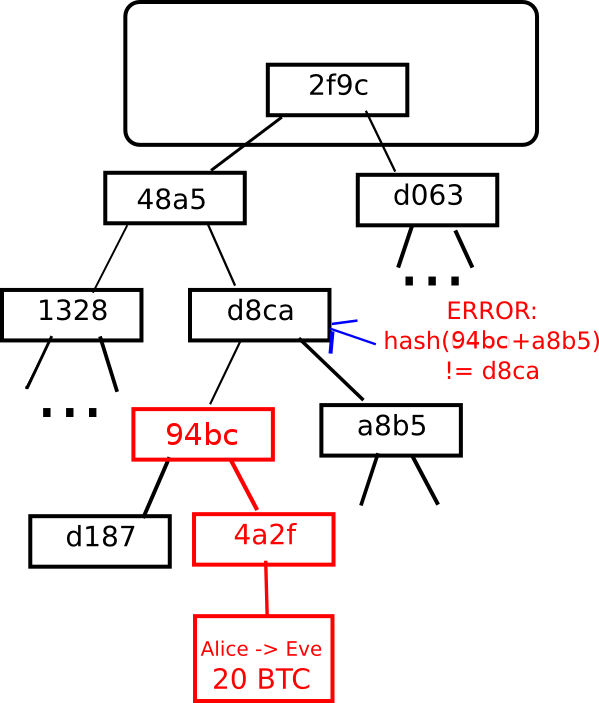 2f9c
48a5
d063
...
1328
d8ca
ERROR:
hash(94bc+a8b5)
!= d8ca
...
94bc
a8b5
d187
4a2f
Alice -> Eve
20 BTC